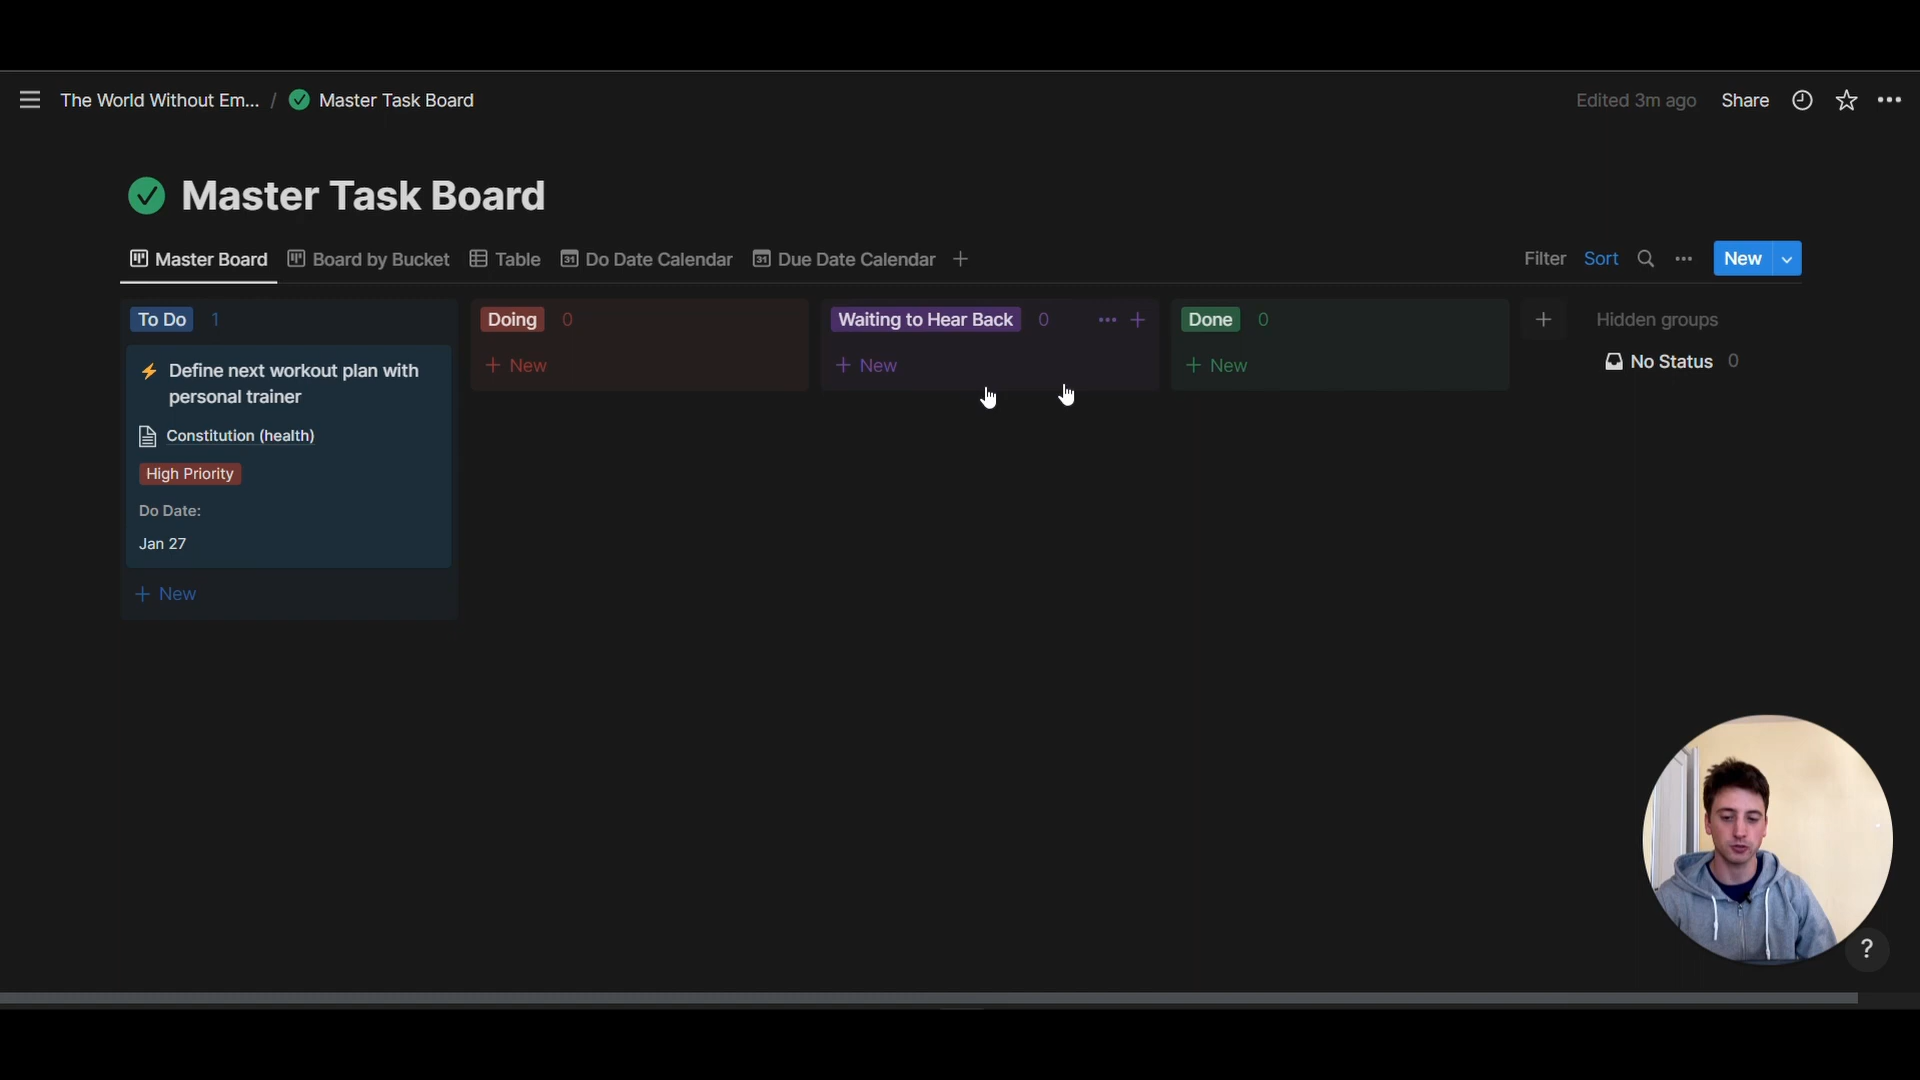 The World Without Em... / Master Task Board
Edited 3m ago Share
Master Task Board
Master Board Board by Bucket Table 31 Do Date Calendar 31 Due Date Calendar +
Filter Sort ... New
To Do 1
Define next workout plan with
personal trainer
Constitution (health)
High Priority
Do Date:
Jan 27
+ New
Doing 0
+ New
Waiting to Hear Back 0 ... +
+ New
Done 0
+ New
+
Hidden groups
No Status 0
?